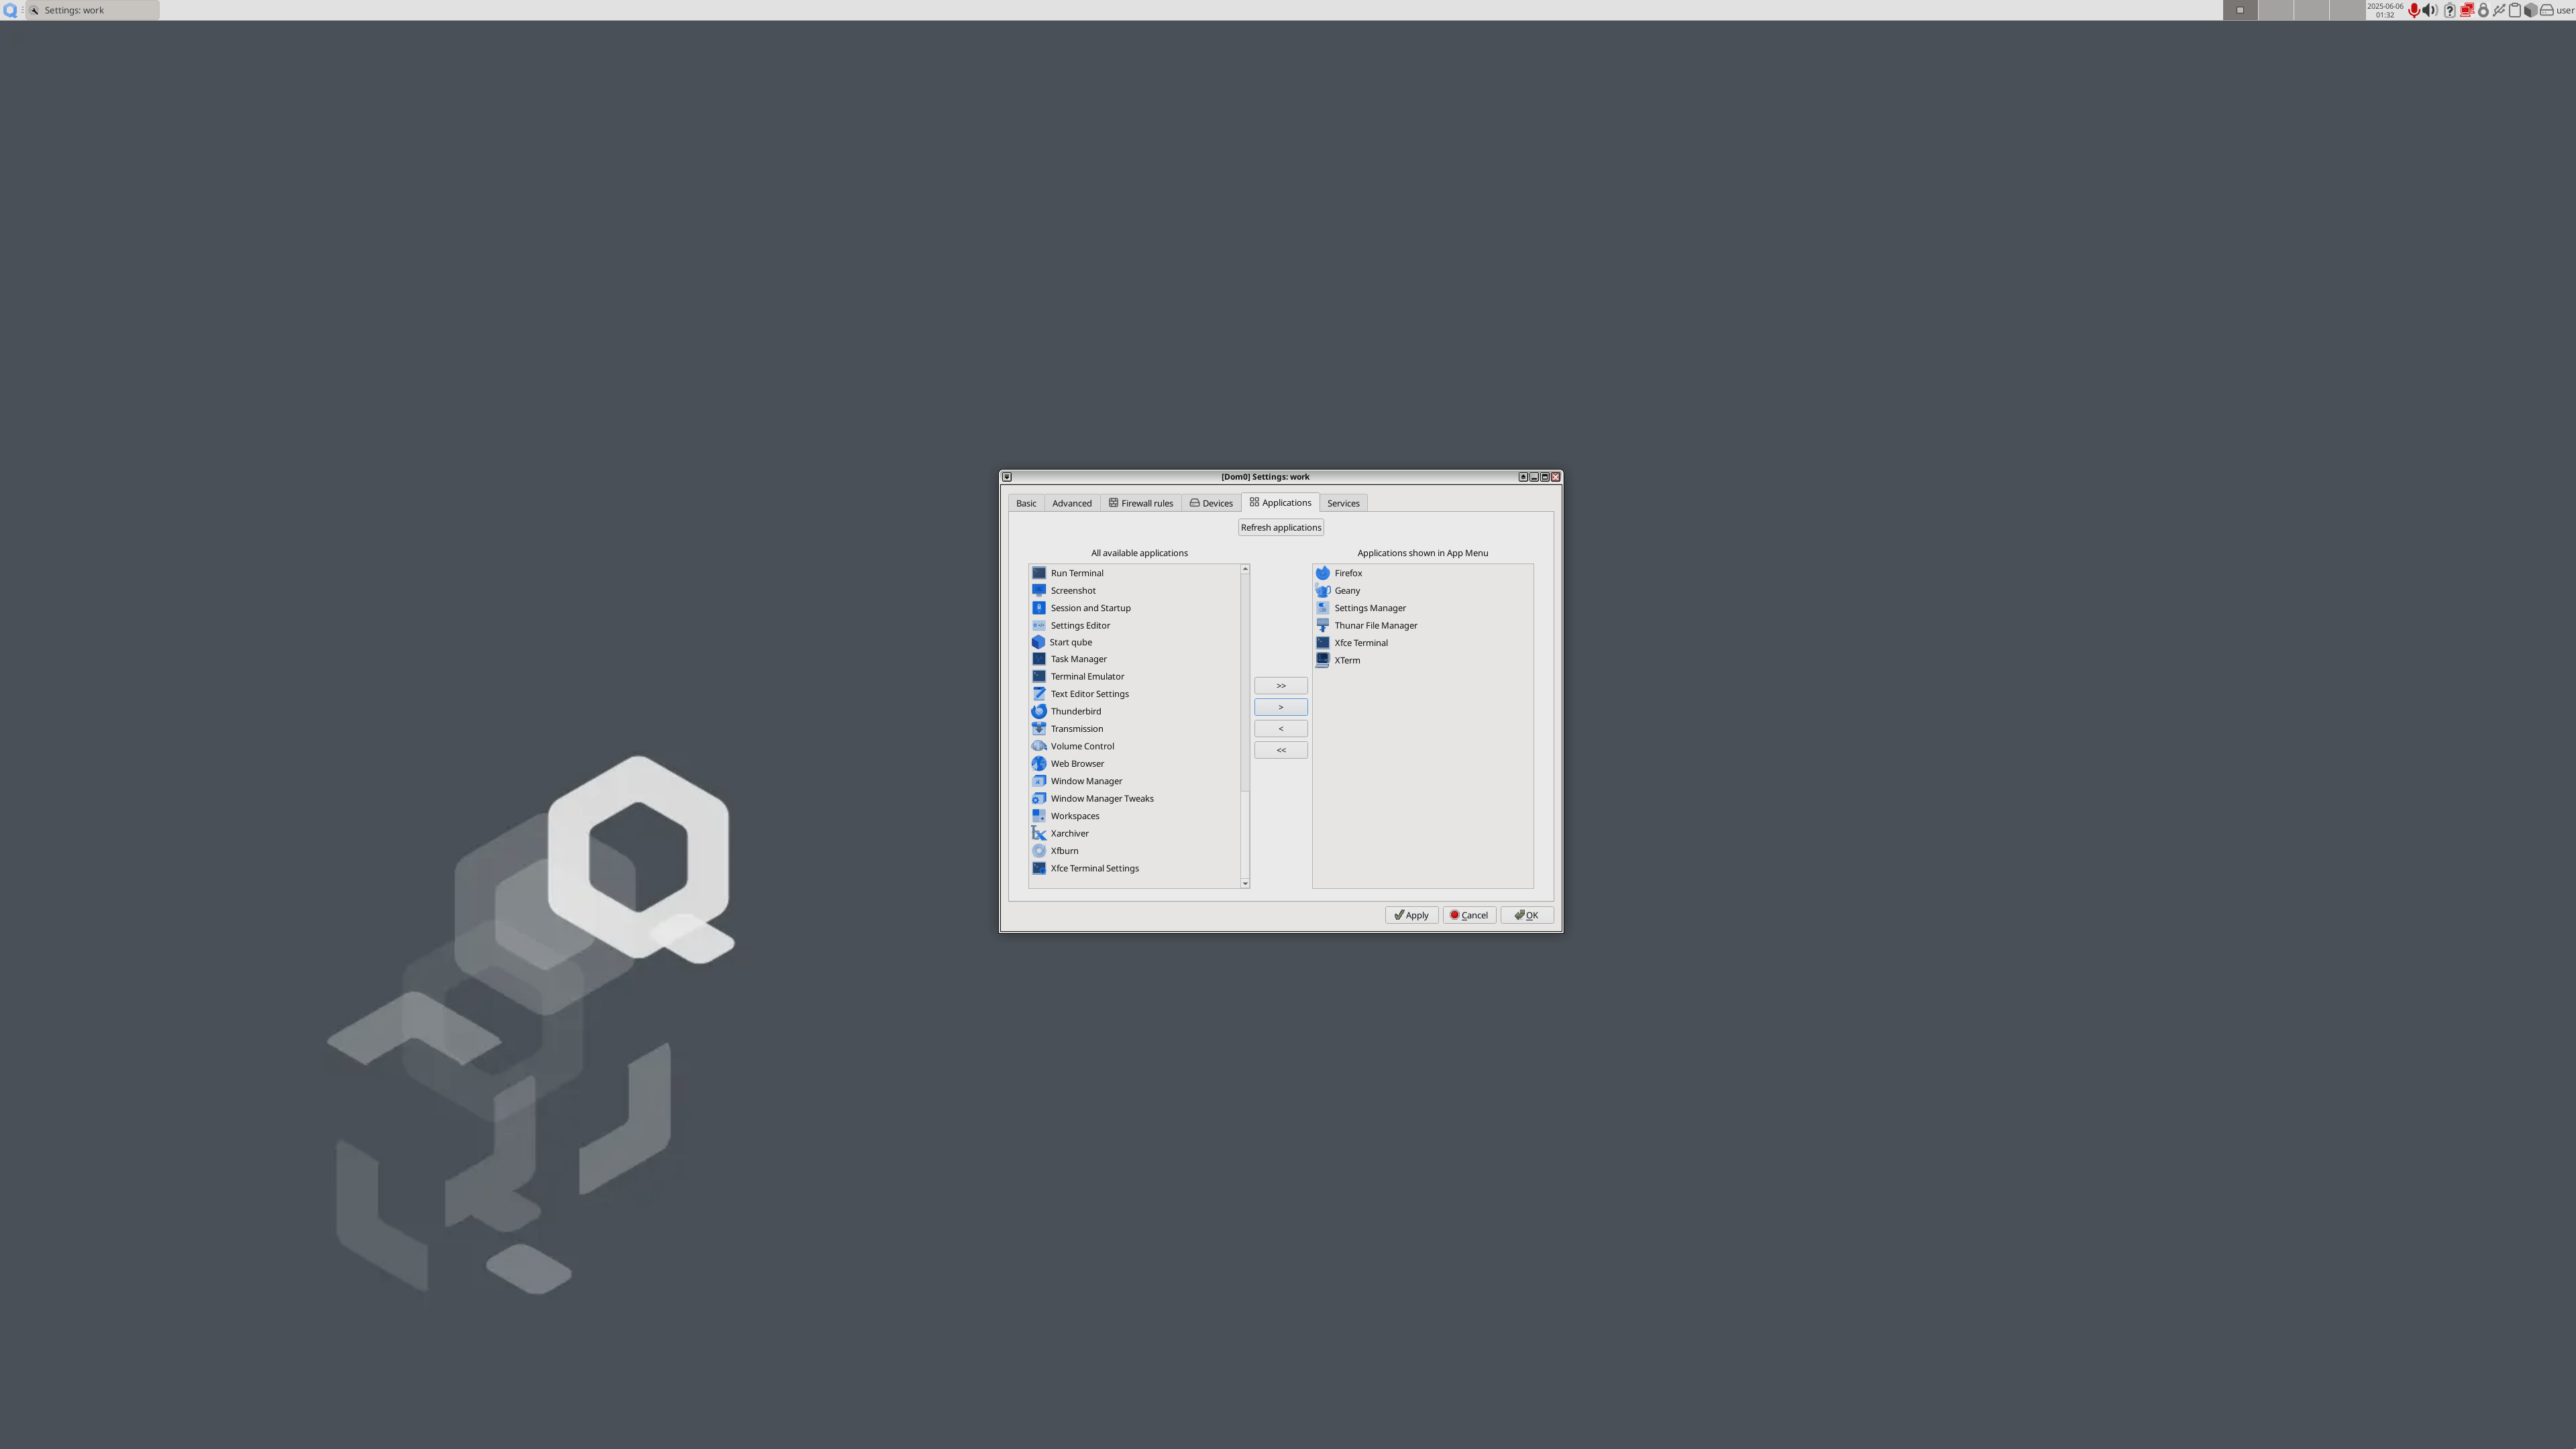 Settings: work
2025-06-06
01:32
user
[Dom0] Settings: work
Basic
Advanced
Firewall rules
Devices
Applications
Services
Refresh applications
All available applications
Run Terminal
Screenshot
Session and Startup
Settings Editor
Start qube
Task Manager
Terminal Emulator
Text Editor Settings
Thunderbird
Transmission
Volume Control
Web Browser
Window Manager
Window Manager Tweaks
Workspaces
Xarchiver
Xfburn
Xfce Terminal Settings
>>
>
<
<<
Applications shown in App Menu
Firefox
Geany
Settings Manager
Thunar File Manager
Xfce Terminal
XTerm
Apply
Cancel
OK